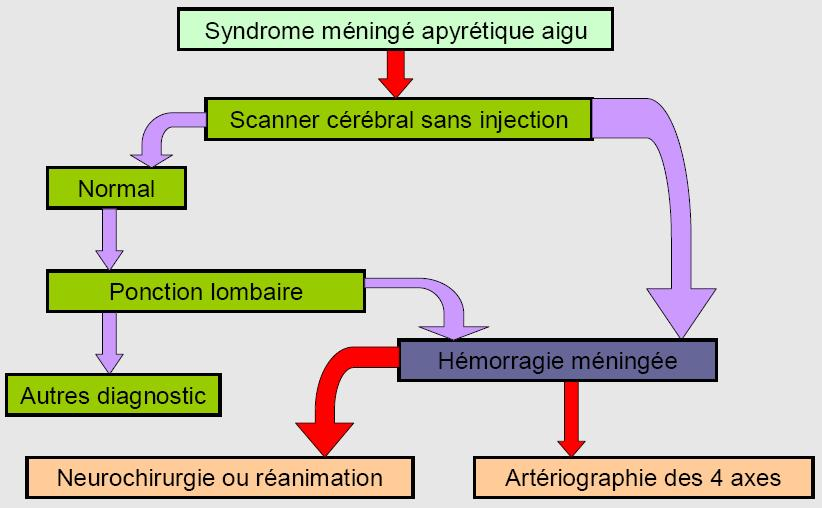 Syndrome méningé apyrétique aigu
Scanner cérébral sans injection
Normal
Ponction lombaire
Hémorragie méningée
Autres diagnostic
Neurochirurgie ou réanimation
Artériographie des 4 axes